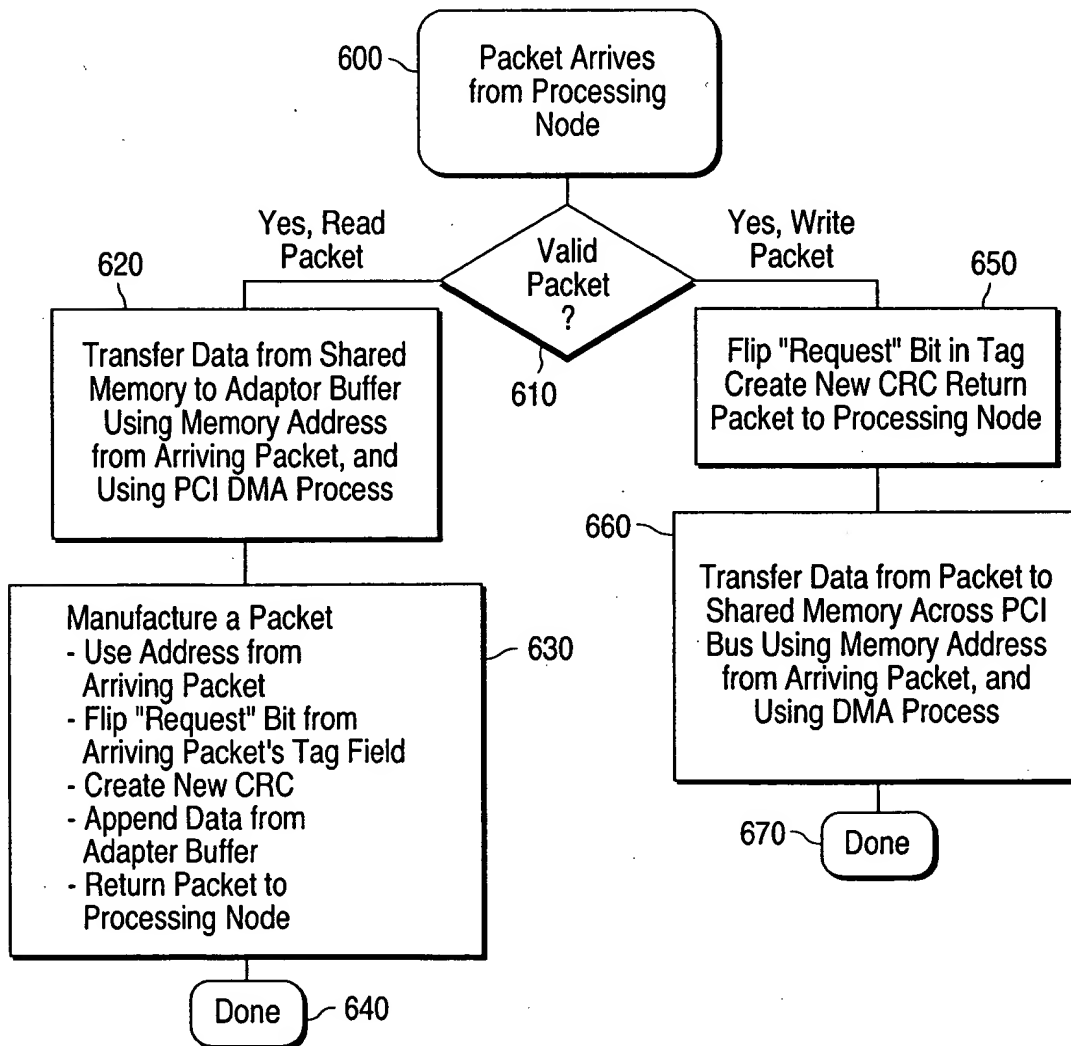 600
Packet Arrives
from Processing
Node
Yes, Read
Packet
Valid
Packet
?
610
Yes, Write
Packet
620
Transfer Data from Shared
Memory to Adaptor Buffer
Using Memory Address
from Arriving Packet, and
Using PCI DMA Process
650
Flip "Request" Bit in Tag
Create New CRC Return
Packet to Processing Node
630
Manufacture a Packet
- Use Address from
Arriving Packet
- Flip "Request" Bit from
Arriving Packet's Tag Field
- Create New CRC
- Append Data from
Adapter Buffer
- Return Packet to
Processing Node
660
Transfer Data from Packet to
Shared Memory Across PCI
Bus Using Memory Address
from Arriving Packet, and
Using DMA Process
670
Done
Done
640